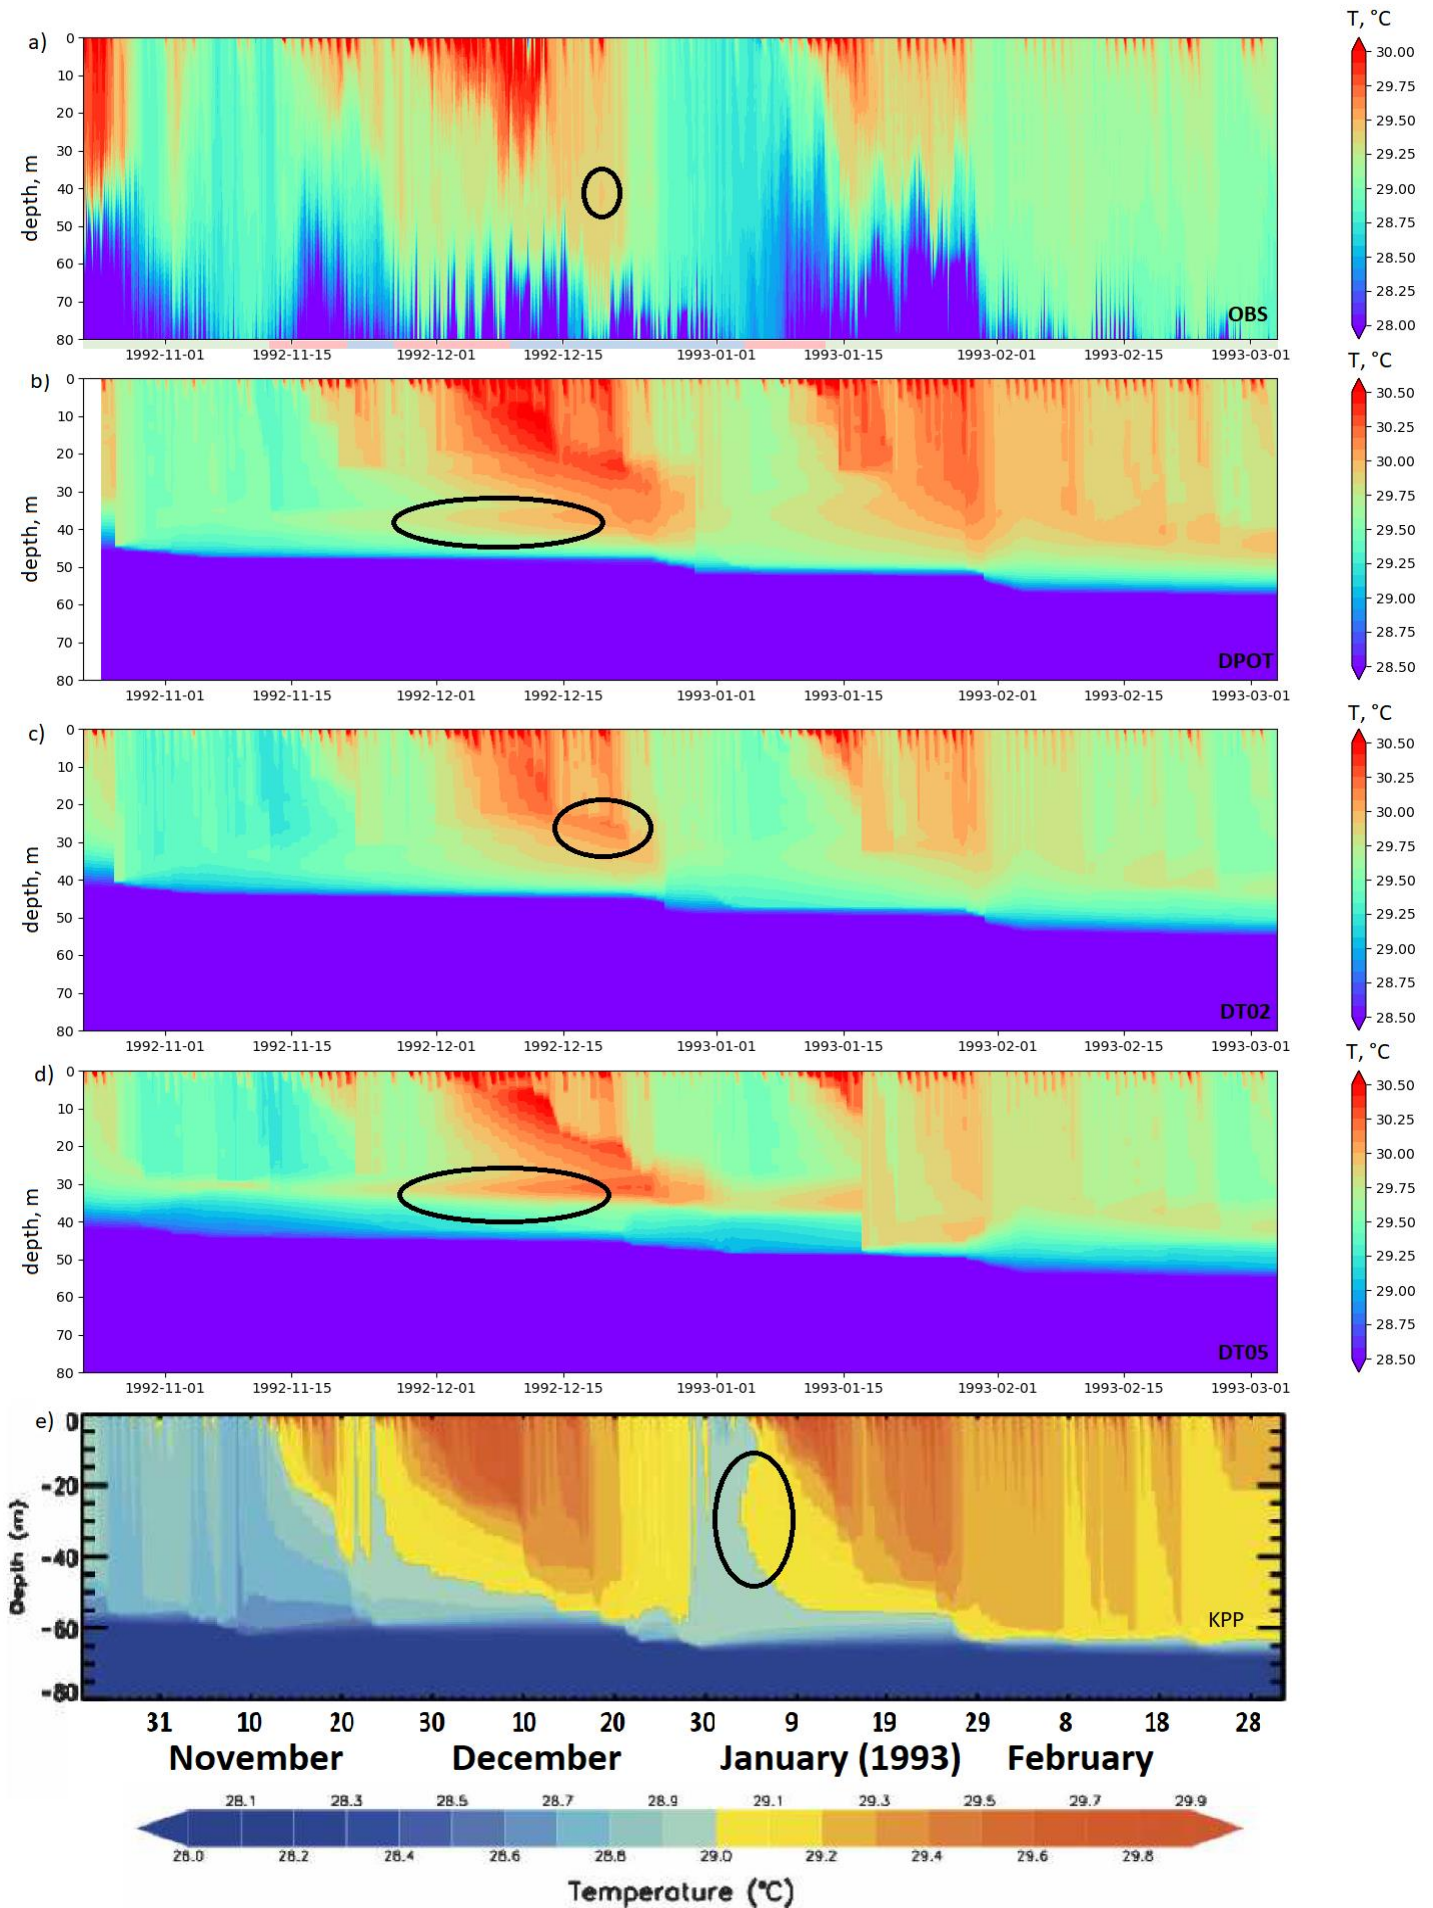 T, °C
a)
0
10
20
30
40
50
60
70
80
depth, m
OBS
30.00
29.75
29.50
29.25
29.00
28.75
28.50
28.25
28.00
1992-11-01 1992-11-15 1992-12-01 1992-12-15 1993-01-01 1993-01-15 1993-02-01 1993-02-15 1993-03-01
T, °C
b)
0
10
20
30
40
50
60
70
80
depth, m
DPOT
30.50
30.25
30.00
29.75
29.50
29.25
29.00
28.75
28.50
1992-11-01 1992-11-15 1992-12-01 1992-12-15 1993-01-01 1993-01-15 1993-02-01 1993-02-15 1993-03-01
T, °C
c)
0
10
20
30
40
50
60
70
80
depth, m
DT02
30.50
30.25
30.00
29.75
29.50
29.25
29.00
28.75
28.50
1992-11-01 1992-11-15 1992-12-01 1992-12-15 1993-01-01 1993-01-15 1993-02-01 1993-02-15 1993-03-01
T, °C
d)
0
10
20
30
40
50
60
70
80
depth, m
DT05
30.50
30.25
30.00
29.75
29.50
29.25
29.00
28.75
28.50
1992-11-01 1992-11-15 1992-12-01 1992-12-15 1993-01-01 1993-01-15 1993-02-01 1993-02-15 1993-03-01
e)
0
-20
-40
-60
-80
Depth (m)
KPP
31 10 20 30 10 20 30 9 19 29 8 18 28
November December January (1993) February
28.1 28.3 28.5 28.7 28.9 29.1 29.3 29.5 29.7 29.9
28.0 28.2 28.4 28.6 28.8 29.0 29.2 29.4 29.6 29.8
Temperature (°C)